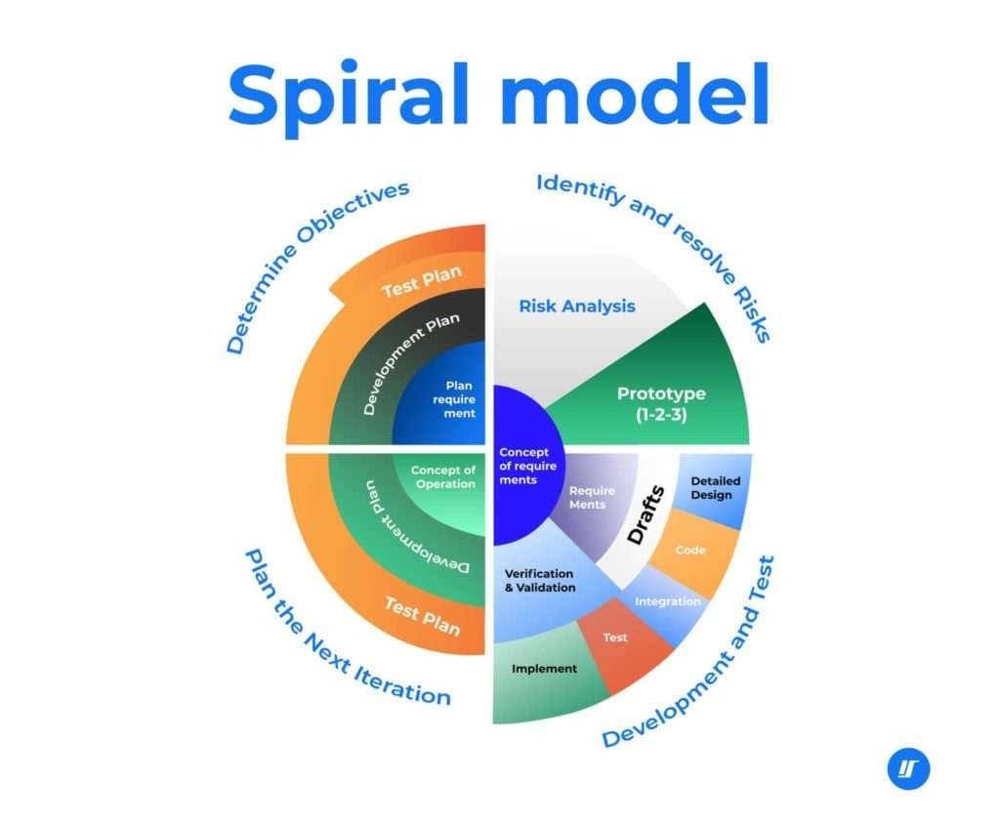 Spiral model
Determine Objectives
Identify and resolve Risks
Test Plan
Development Plan
Plan
require
ment
Risk Analysis
Prototype
(1-2-3)
Concept of
Operation
Development Plan
Test Plan
Concept
of require
ments
Require
Ments
Drafts
Detailed
Design
Code
Integration
Verification
& Validation
Test
Implement
Plan the Next Iteration
Development and Test